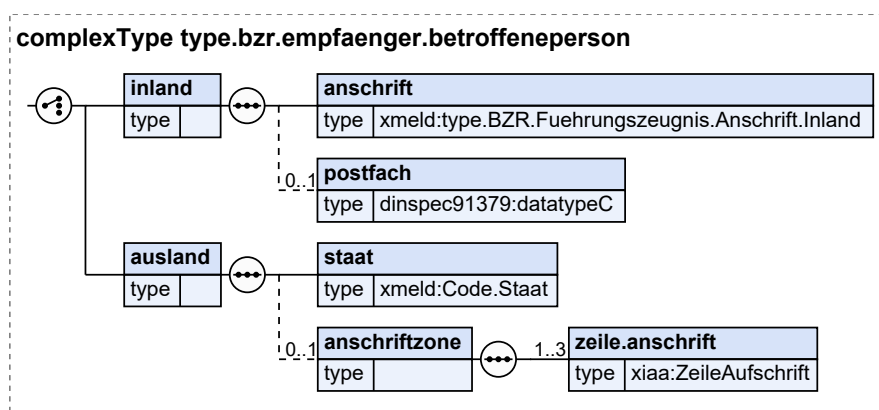 complexType type.bzr.empfaenger.betroffeneperson
inland
type
anschrift
type xmeld:type.BZR.Fuehrungszeugnis.Anschrift.Inland
0..1
postfach
type dinspec91379:datatypeC
ausland
type
staat
type xmeld:Code.Staat
0..1
anschriftzone
type
1..3
zeile.anschrift
type xiaa:ZeileAufschrift